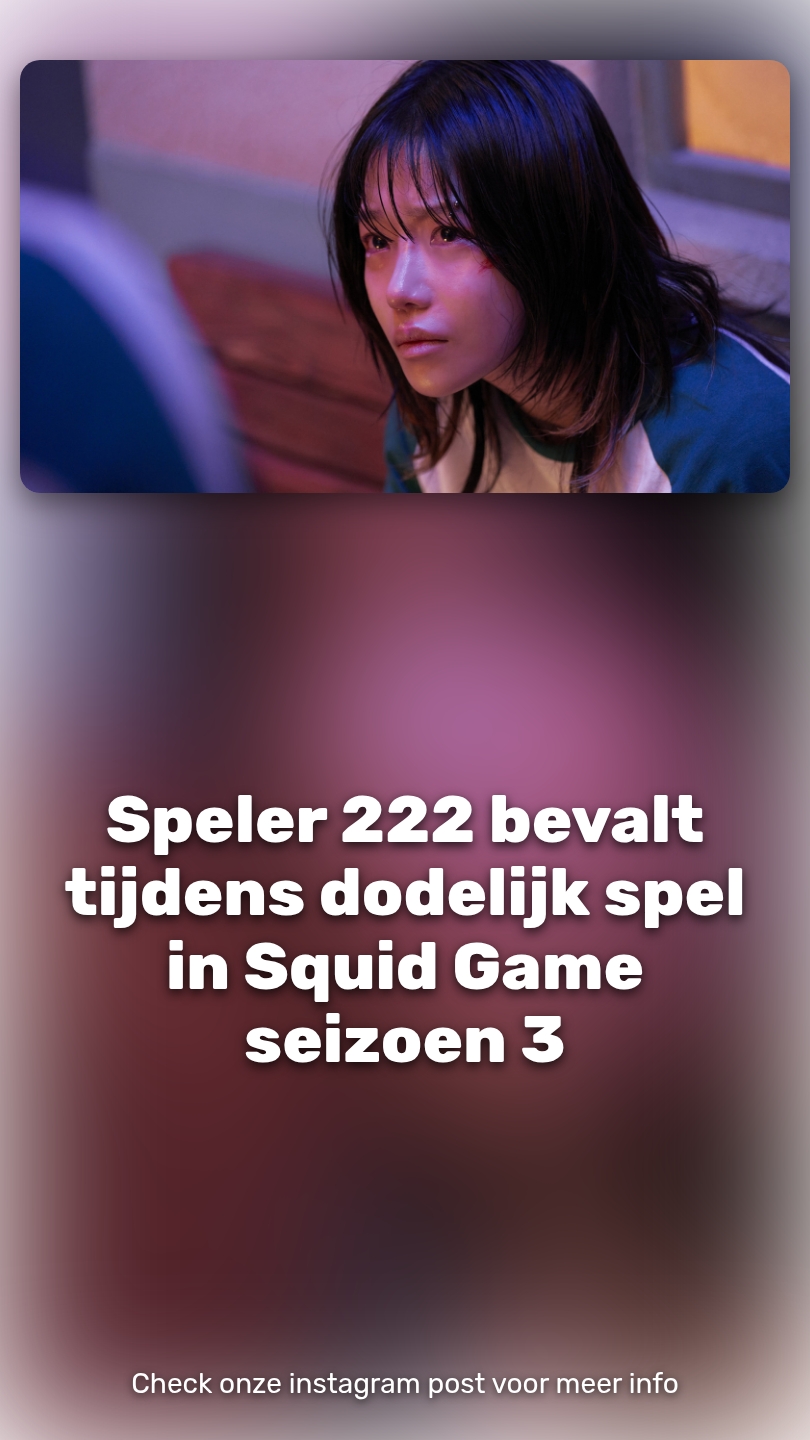 Speler 222 bevalt
tijdens dodelijk spel
in Squid Game
seizoen 3
Check onze instagram post voor meer info